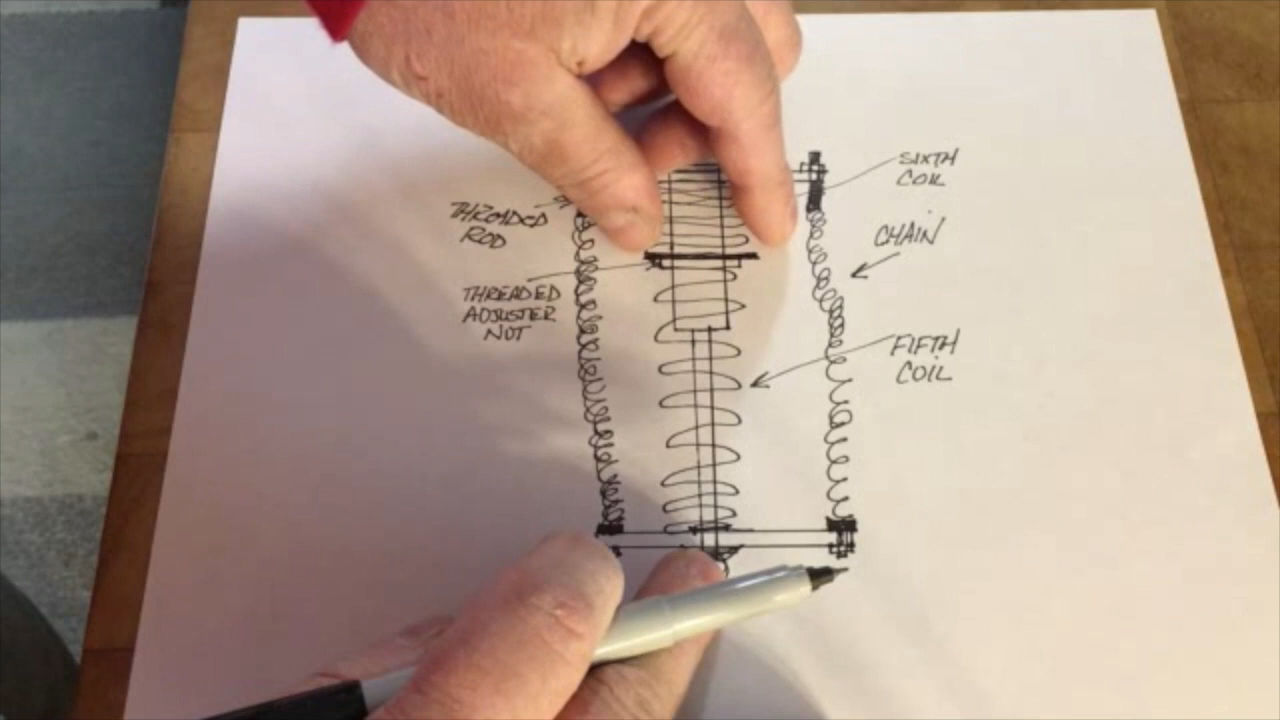 SIXTH
COIL
THREADED
ROD
CHAIN
THREADED
ADJUSTER
NUT
FIFTH
COIL